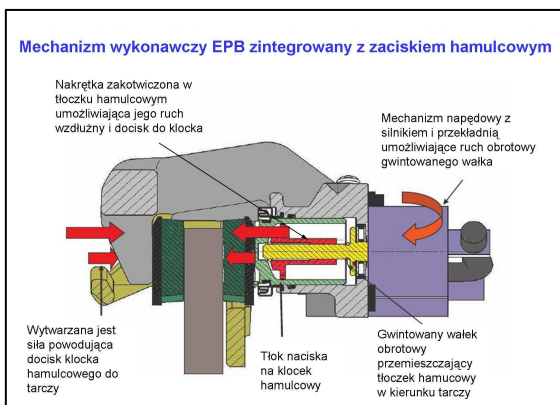 Mechanizm wykonawczy EPB zintegrowany z zaciskiem hamulcowym
Nakrętka zakotwiczona w
tłoczku hamulcowym
umożliwiająca jego ruch
wzdłużny i docisk do klocka
Mechanizm napędowy z
silnikiem i przekładnią
umożliwiające ruch obrotowy
gwintowanego wałka
Wytwarzana jest
siła powodująca
docisk klocka
hamulcowego do
tarczy
Tłok naciska
na klocek
hamulcowy
Gwintowany wałek
obrotowy
przemieszczający
tłoczek hamucowy
w kierunku tarczy